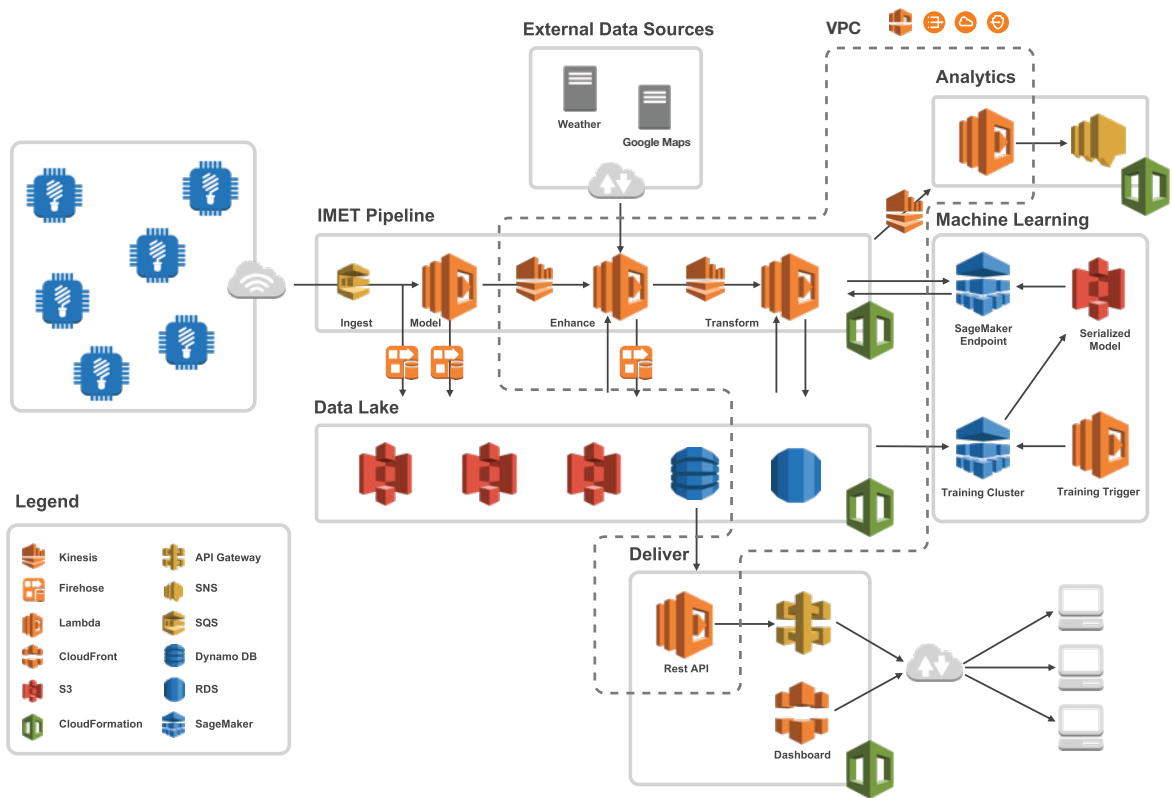 External Data Sources
VPC
Weather
Google Maps
Analytics
IMET Pipeline
Machine Learning
Ingest
Model
Enhance
Transform
SageMaker
Endpoint
Serialized
Model
Data Lake
Training Cluster
Training Trigger
Legend
Kinesis
Firehose
Lambda
CloudFront
S3
CloudFormation
API Gateway
SNS
SQS
Dynamo DB
RDS
SageMaker
Deliver
Rest API
Dashboard